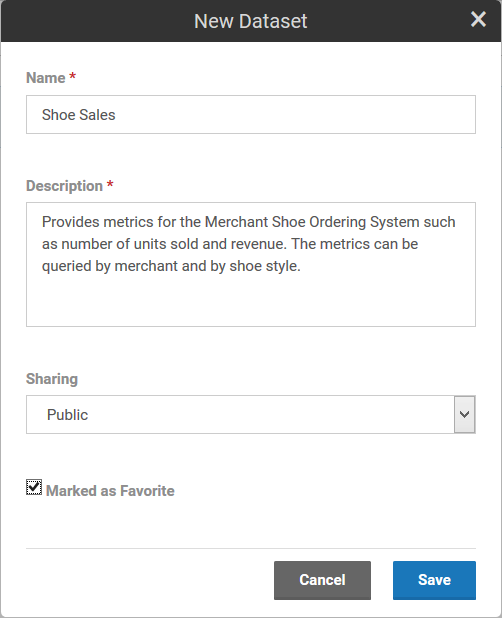 New Dataset
Name *
Shoe Sales
Description *
Provides metrics for the Merchant Shoe Ordering System such
as number of units sold and revenue. The metrics can be
queried by merchant and by shoe style.
Sharing
Public
Marked as Favorite
Cancel
Save